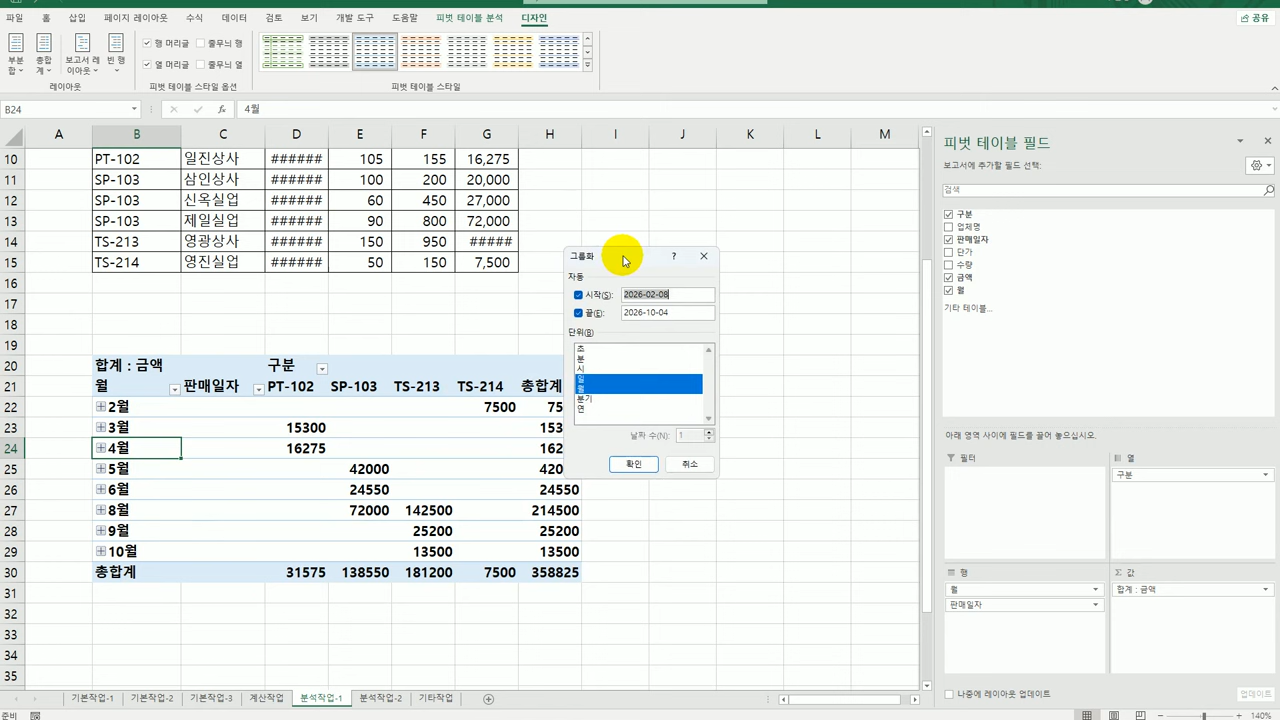 파일 홈 삽입 페이지 레이아웃 수식 데이터 검토 보기 개발 도구 도움말 피벗 테이블 분석 디자인 공유
부분합 총합계 보고서 레이아웃 빈 행
행 머리글 줄무늬 행
열 머리글 줄무늬 열
레이아웃 피벗 테이블 스타일 옵션 피벗 테이블 스타일
B24 fx 4월
A B C D E F G H I J K L M
10 PT-102 일진상사 ###### 105 155 16,275
11 SP-103 삼인상사 ###### 100 200 20,000
12 SP-103 신옥실업 ###### 60 450 27,000
13 SP-103 제일실업 ###### 90 800 72,000
14 TS-213 영광상사 ###### 150 950 #####
15 TS-214 영진실업 ###### 50 150 7,500
16
17
18
19
20 합계 : 금액 구분
21 월 판매일자 PT-102 SP-103 TS-213 TS-214 총합계
22 2월 7500 75
23 3월 15300 153
24 4월 16275 162
25 5월 42000 420
26 6월 24550 24550
27 8월 72000 142500 214500
28 9월 25200 25200
29 10월 13500 13500
30 총합계 31575 138550 181200 7500 358825
31
32
33
34
35
그룹화 ?
자동
시작(S): 2026-02-08
끝(E): 2026-10-04
단위(B)
초
분
시
일
월
분기
연
날짜 수(N): 1
확인 취소
피벗 테이블 필드
보고서에 추가할 필드 선택:
검색
구분
업체명
판매일자
단가
수량
금액
월
기타 테이블...
아래 영역 사이에 필드를 끌어 놓으십시오.
필터 열
구분
행 Σ 값
월 합계 : 금액
판매일자
나중에 레이아웃 업데이트 업데이트
기본작업-1 기본작업-2 기본작업-3 계산작업 분석작업-1 분석작업-2 기타작업
준비 140%